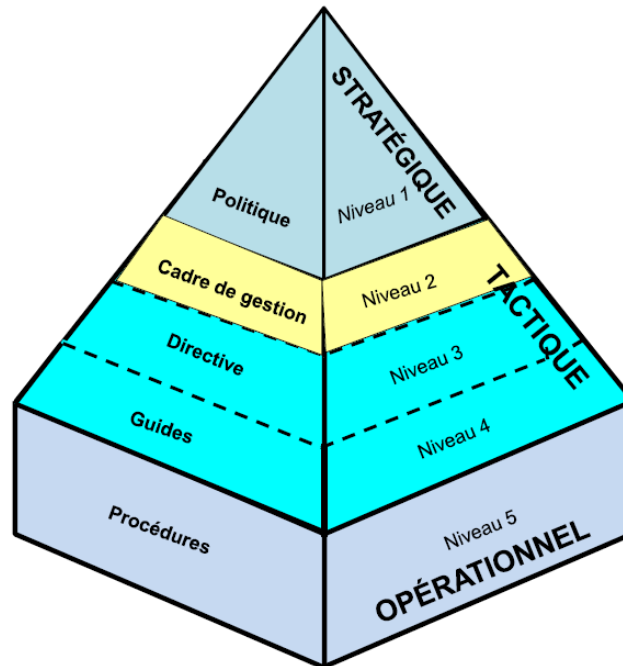 STRATÉGIQUE
Politique
Niveau 1
Cadre de gestion
Niveau 2
TACTIQUE
Directive
Niveau 3
Guides
Niveau 4
Procédures
Niveau 5
OPÉRATIONNEL